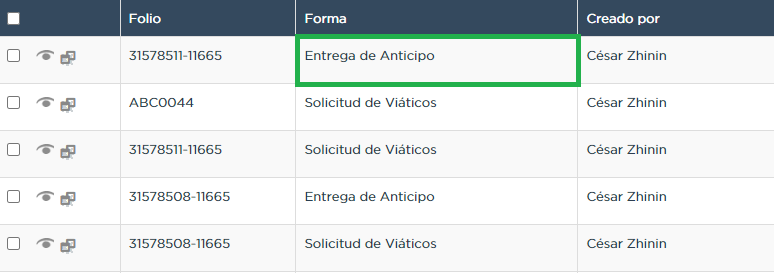 Folio Forma Creado por
31578511-11665 Entrega de Anticipo César Zhinin
ABC0044 Solicitud de Viáticos César Zhinin
31578511-11665 Solicitud de Viáticos César Zhinin
31578508-11665 Entrega de Anticipo César Zhinin
31578508-11665 Solicitud de Viáticos César Zhinin